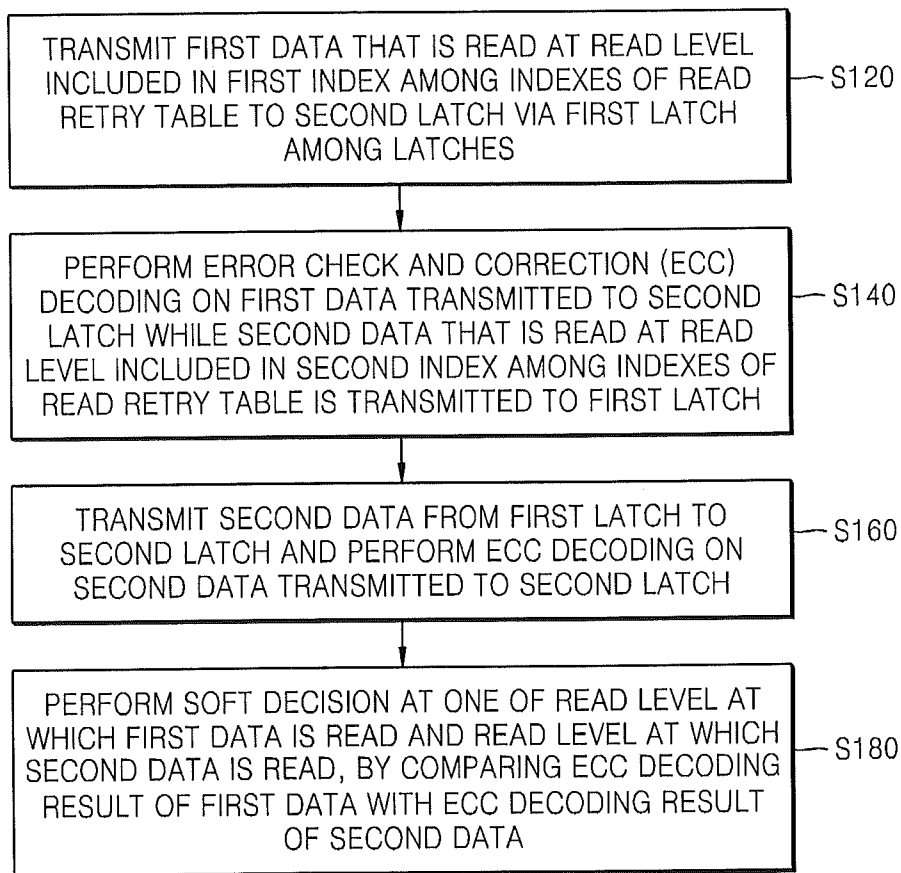 TRANSMIT FIRST DATA THAT IS READ AT READ LEVEL
INCLUDED IN FIRST INDEX AMONG INDEXES OF READ
RETRY TABLE TO SECOND LATCH VIA FIRST LATCH
AMONG LATCHES
S120
PERFORM ERROR CHECK AND CORRECTION (ECC)
DECODING ON FIRST DATA TRANSMITTED TO SECOND
LATCH WHILE SECOND DATA THAT IS READ AT READ
LEVEL INCLUDED IN SECOND INDEX AMONG INDEXES OF
READ RETRY TABLE IS TRANSMITTED TO FIRST LATCH
S140
TRANSMIT SECOND DATA FROM FIRST LATCH TO
SECOND LATCH AND PERFORM ECC DECODING ON
SECOND DATA TRANSMITTED TO SECOND LATCH
S160
PERFORM SOFT DECISION AT ONE OF READ LEVEL AT
WHICH FIRST DATA IS READ AND READ LEVEL AT WHICH
SECOND DATA IS READ, BY COMPARING ECC DECODING
RESULT OF FIRST DATA WITH ECC DECODING RESULT
OF SECOND DATA
S180